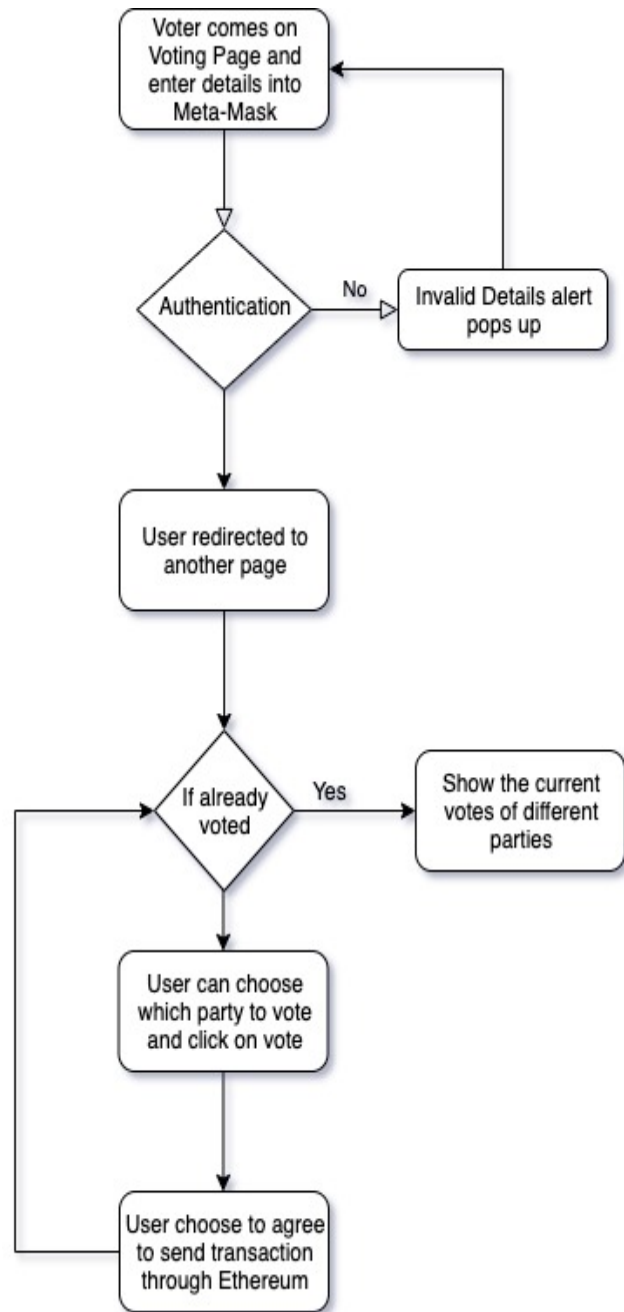 Voter comes on
Voting Page and
enter details into
Meta-Mask
Authentication
No
Invalid Details alert
pops up
User redirected to
another page
If already
voted
Yes
Show the current
votes of different
parties
User can choose
which party to vote
and click on vote
User choose to agree
to send transaction
through Ethereum